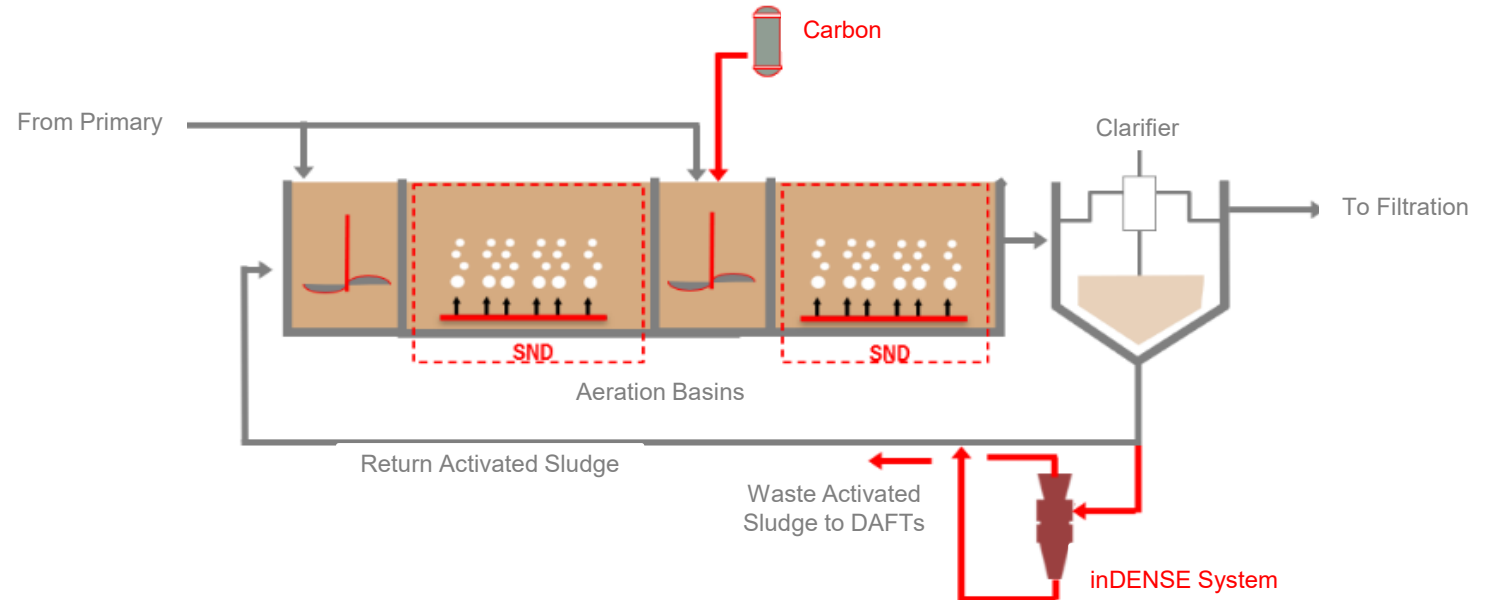 Carbon
From Primary
Clarifier
To Filtration
SND
SND
Aeration Basins
Return Activated Sludge
Waste Activated
Sludge to DAFTs
inDENSE System